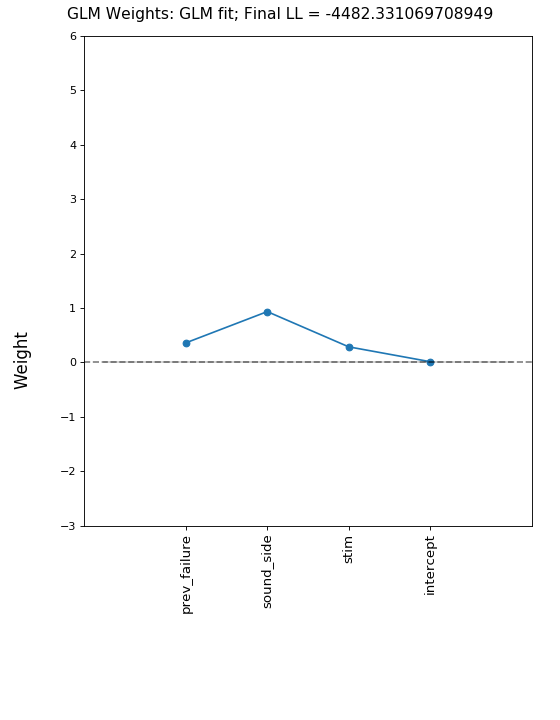 GLM Weights: GLM fit; Final LL = -4482.331069708949
6
5
4
3
2
1
0
−1
−2
−3
Weight
prev_failure
sound_side
stim
intercept